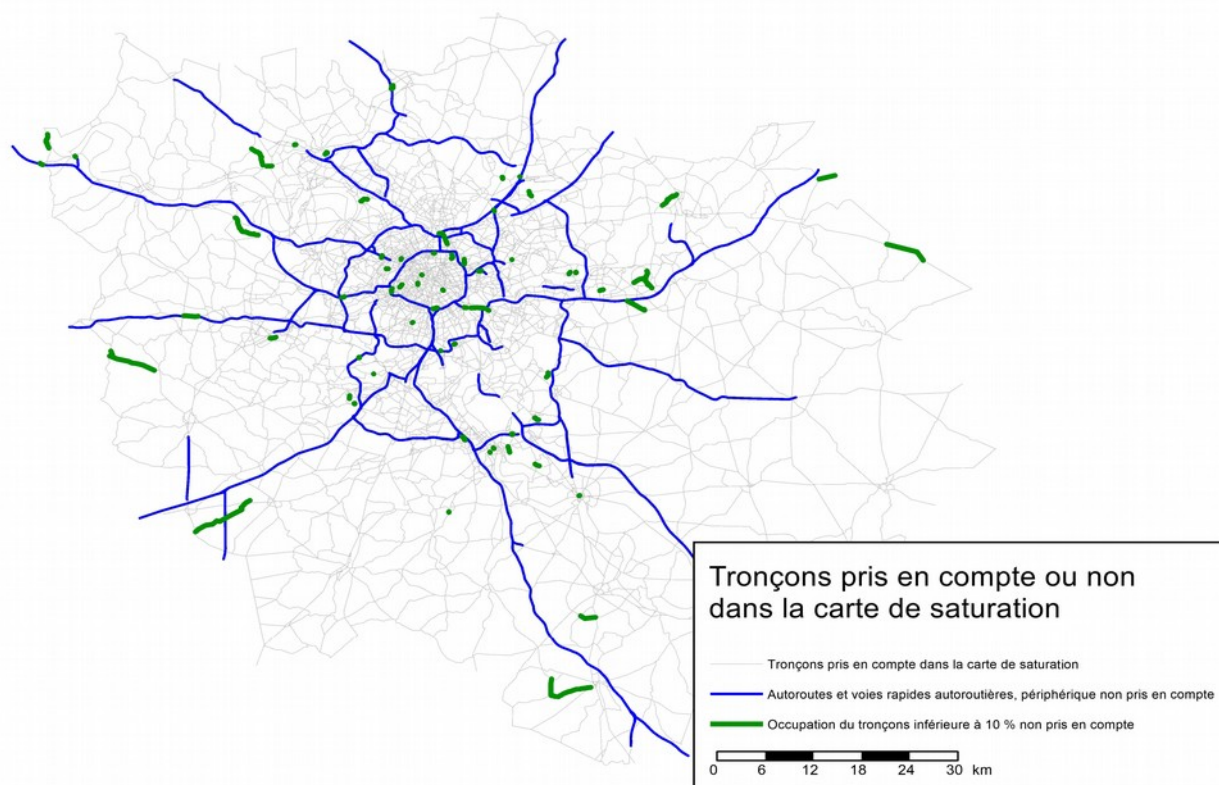 Tronçons pris en compte ou non
dans la carte de saturation
Tronçons pris en compte dans la carte de saturation
Autoroutes et voies rapides autoroutières, périphérique non pris en compte
Occupation du tronçons inférieure à 10 % non pris en compte
0 6 12 18 24 30 km